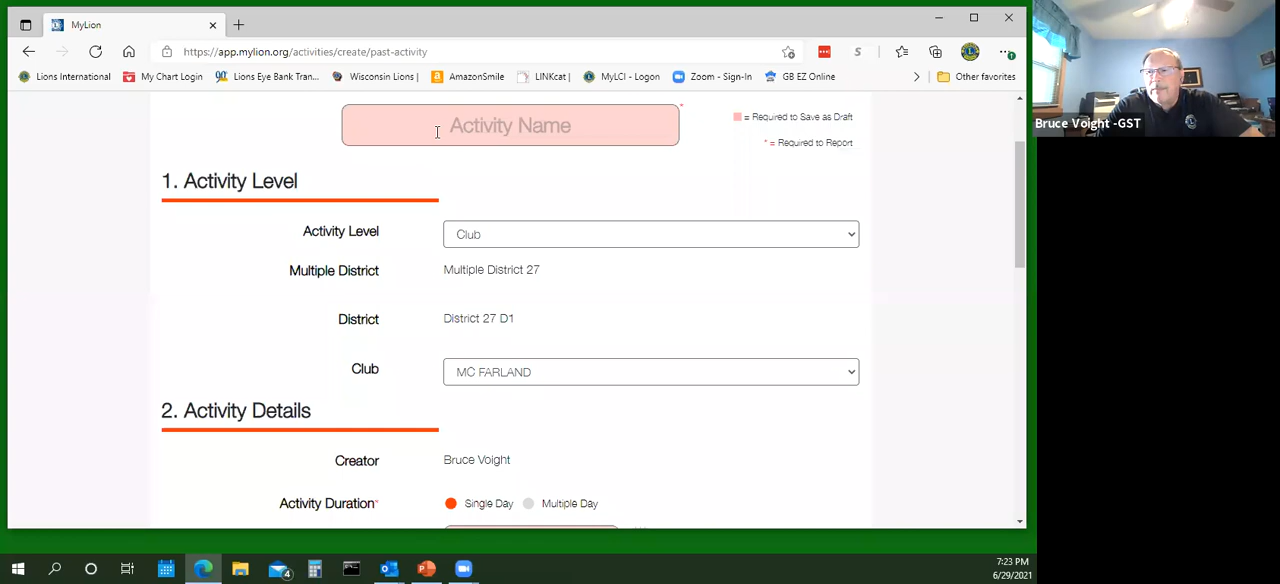 MyLion
https://app.mylion.org/activities/create/past-activity
Lions International
My Chart Login
Lions Eye Bank Tran...
Wisconsin Lions |
AmazonSmile
LINKcat |
MyLCI - Logon
Zoom - Sign-In
GB EZ Online
Other favorites
Bruce Voight -GST
Activity Name *
= Required to Save as Draft
* = Required to Report
1. Activity Level
Activity Level Club
Multiple District Multiple District 27
District District 27 D1
Club MC FARLAND
2. Activity Details
Creator Bruce Voight
Activity Duration* Single Day Multiple Day
4
7:23 PM
6/29/2021